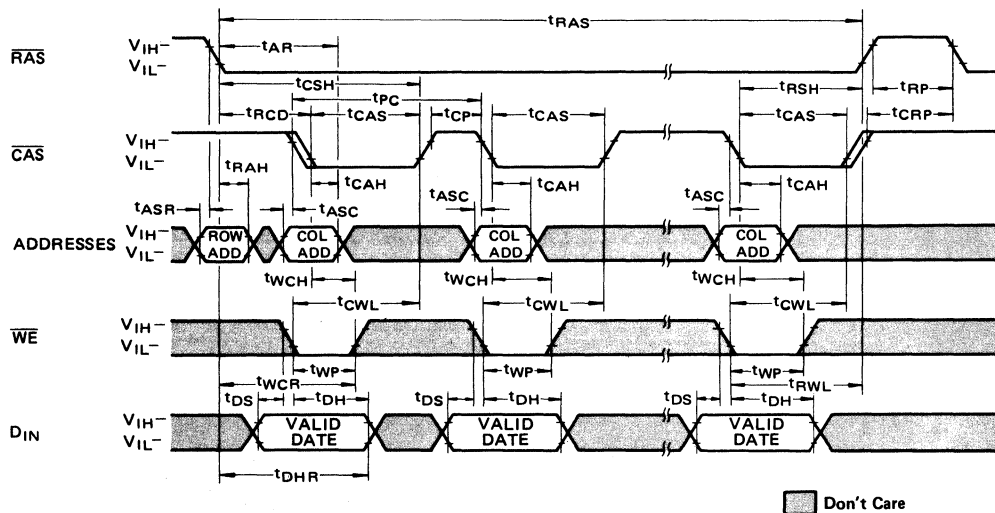 tRAS
RAS VIH– VIL–
tAR
tCSH
tPC
tRSH
tRP
tRCD tCAS tCP tCAS tCAS tCRP
CAS VIH– VIL–
tRAH
tCAH tCAH tCAH
tASR tASC tASC tASC
ADDRESSES VIH– VIL–
ROW ADD COL ADD COL ADD COL ADD
tWCH tWCH tWCH
tCWL tCWL tCWL
WE VIH– VIL–
tWP tWP tWP
tWCR tRWL
tDS tDH tDS tDH tDS tDH
DIN VIH– VIL–
VALID DATE VALID DATE VALID DATE
tDHR
Don't Care